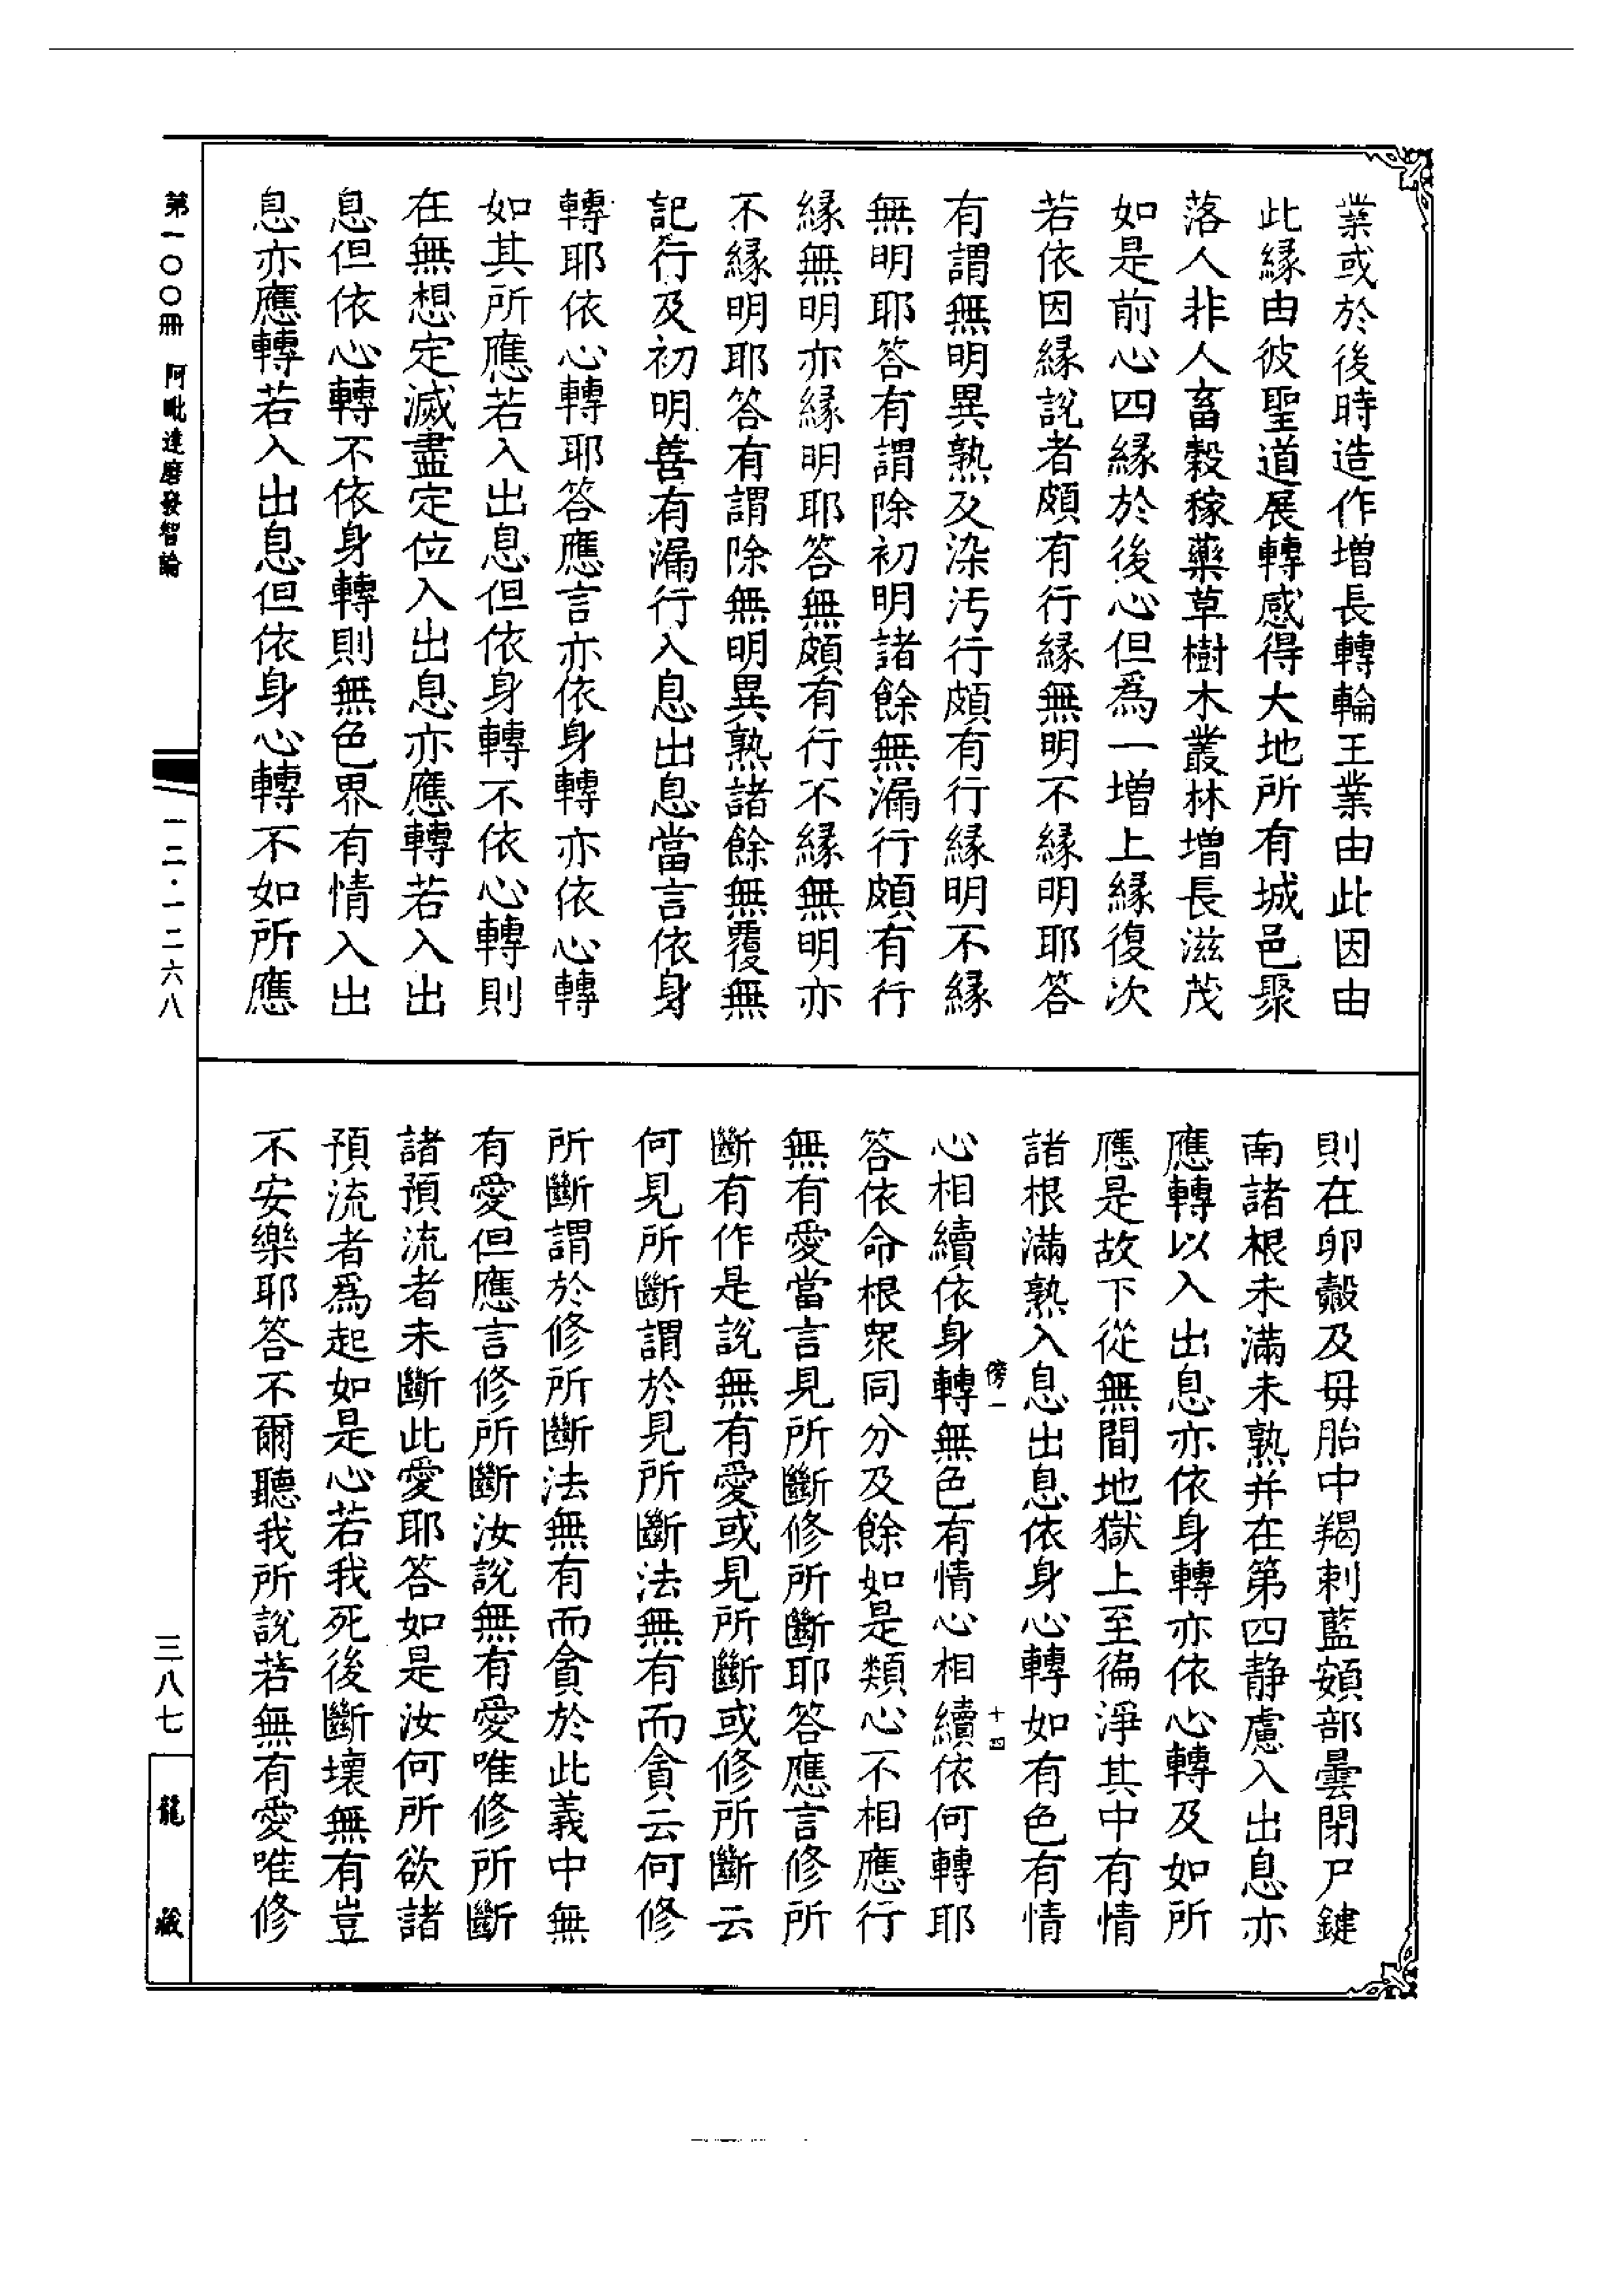 業或於後時造作増長轉輪王業由此因由
此縁由彼聖道展轉感得大地所有城邑聚
落人非人畜穀稼藥草樹木叢林增長滋茂
如是前心四縁於後心但爲一增上縁復次
若依因縁說者頗有行縁無明不縁明耶答
有謂無明異熟及染汚行頗有行縁明不縁
無明耶答有謂除初明諸餘無漏行頗有行
縁無明亦縁明耶答無頗有行不縁無明亦
不縁明耶答有謂除無明異熟諸餘無覆無
記行及初明善有漏行入息出息當言依身
轉耶依心轉耶答應言亦依身轉亦依心轉
如其所應若入出息但依身轉不依心轉則
在無想定滅盡定位入出息亦應轉若入出
息但依心轉不依身轉則無色界有情入出
息亦應轉若入出息但依身心轉不如所應
則在卵㲉及母胎中羯剌藍頞部曇閉尸鍵
南諸根未滿未熟并在第四靜慮入出息亦
應轉以入出息亦依身轉亦依心轉及如所
應是故下從無間地獄上至徧淨其中有情
諸根滿熟入息出息依身心轉如有色有情
傍一
十四
心相續依身轉無色有情心相續依何轉耶
答依命根衆同分及餘如是類心不相應行
無有愛當言見所斷修所斷耶答應言修所
斷有作是說無有愛或見所斷或修所斷云
何見所斷謂於見所斷法無有而貪云何修
所斷謂於修所斷法無有而貪於此義中無
有愛但應言修所斷汝說無有愛唯修所斷
諸預流者未斷此愛耶答如是汝何所欲諸
預流者爲起如是心若我死後斷壞無有豈
不安樂耶答不爾聽我所說若無有愛唯修
第一〇〇冊 阿毗達磨發智論
一二·一二六八
三八七
龍藏